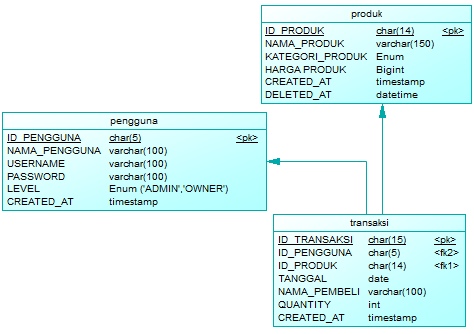 produk
ID_PRODUK char(14) <pk>
NAMA_PRODUK varchar(150)
KATEGORI_PRODUK Enum
HARGA PRODUK Bigint
CREATED_AT timestamp
DELETED_AT datetime
pengguna
ID_PENGGUNA char(5) <pk>
NAMA_PENGGUNA varchar(100)
USERNAME varchar(100)
PASSWORD varchar(100)
LEVEL Enum ('ADMIN','OWNER')
CREATED_AT timestamp
transaksi
ID_TRANSAKSI char(15) <pk>
ID_PENGGUNA char(5) <fk2>
ID_PRODUK char(14) <fk1>
TANGGAL date
NAMA_PEMBELI varchar(100)
QUANTITY int
CREATED_AT timestamp